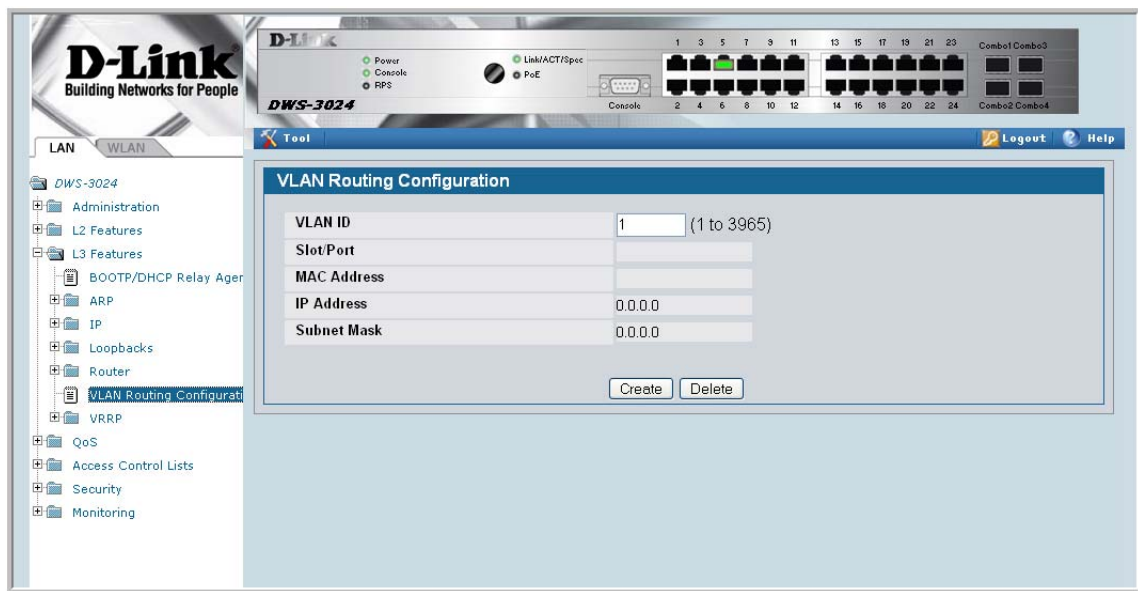 D-Link
Building Networks for People
D-Link
Power
Console
RPS
Link/ACT/Spec
PoE
DWS-3024
Console
1 3 5 7 9 11 13 15 17 19 21 23
2 4 6 8 10 12 14 16 18 20 22 24
Combo1 Combo3
Combo2 Combo4
Tool
Logout
Help
LAN
WLAN
DWS-3024
Administration
L2 Features
L3 Features
BOOTP/DHCP Relay Ager
ARP
IP
Loopbacks
Router
VLAN Routing Configurati
VRRP
QoS
Access Control Lists
Security
Monitoring
VLAN Routing Configuration
VLAN ID 1 (1 to 3965)
Slot/Port
MAC Address
IP Address 0.0.0.0
Subnet Mask 0.0.0.0
Create Delete